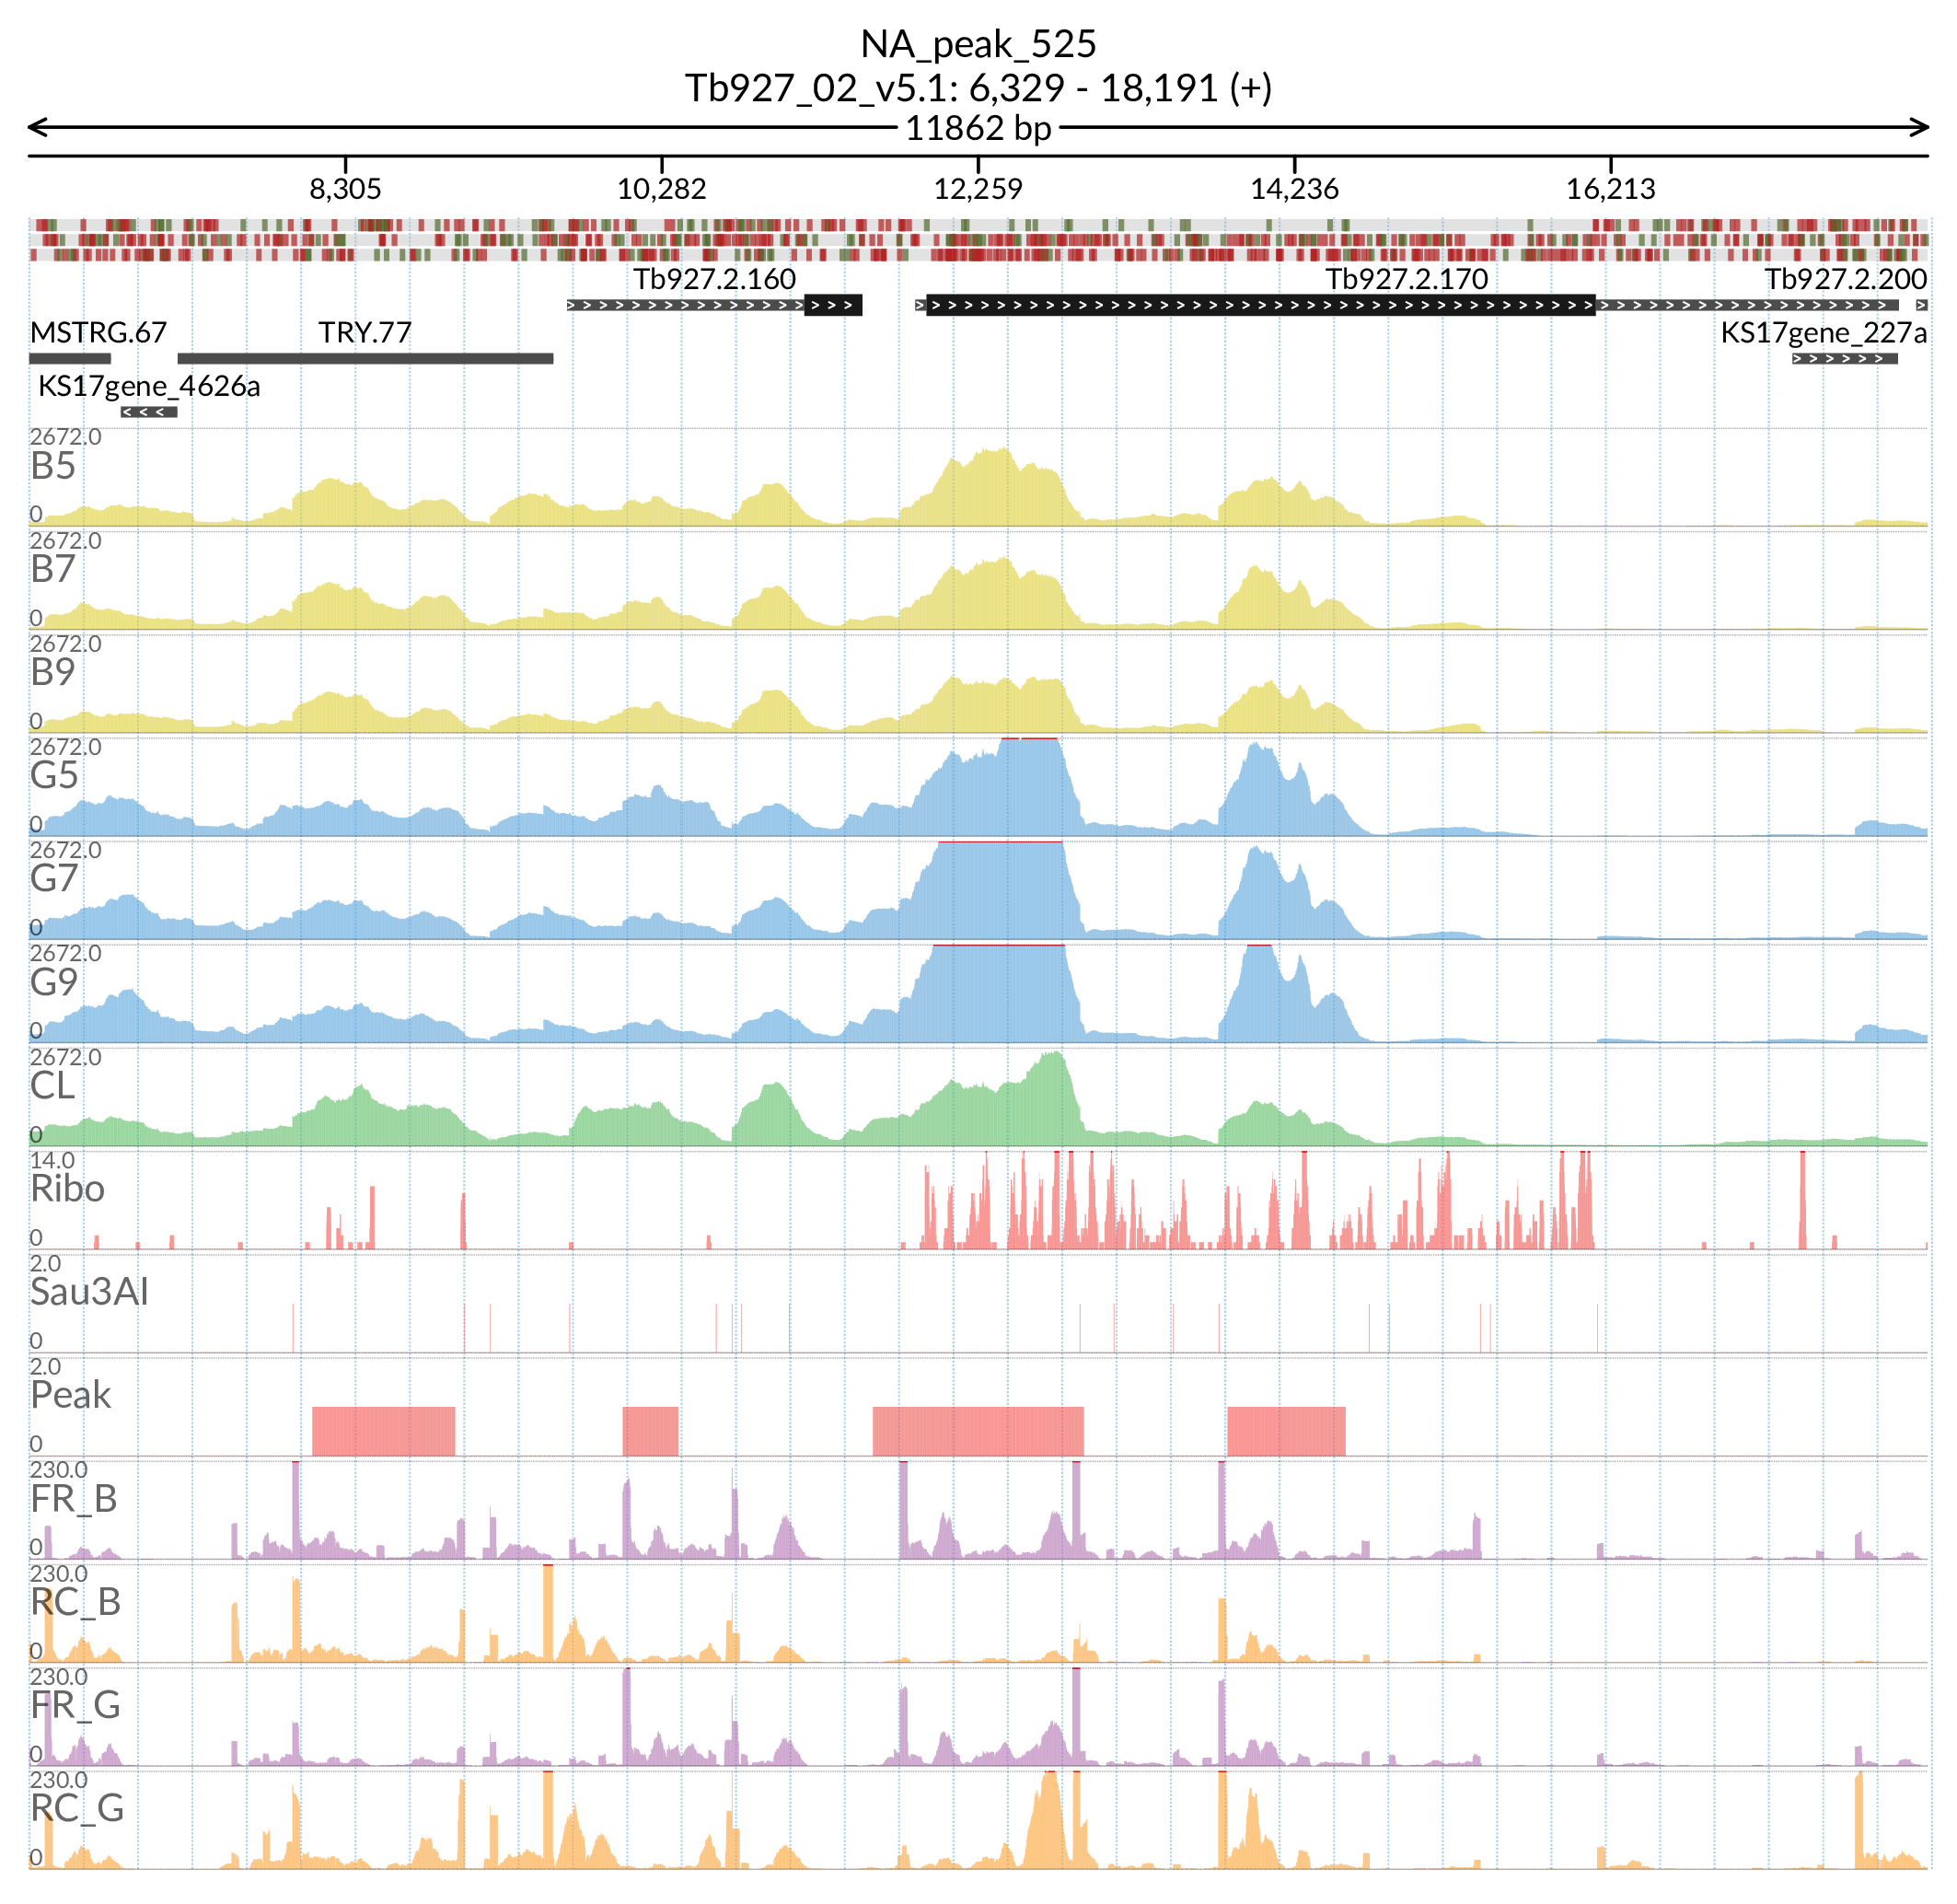 NA_peak_525
Tb927_02_v5.1: 6,329 - 18,191 (+)
11862 bp
8,305 10,282 12,259 14,236 16,213
Tb927.2.160 Tb927.2.170 Tb927.2.200
MSTRG.67 TRY.77 KS17gene_227a
KS17gene_4626a
2672.0
B5
0
2672.0
B7
0
2672.0
B9
0
2672.0
G5
0
2672.0
G7
0
2672.0
G9
0
2672.0
CL
0
14.0
Ribo
0
2.0
Sau3AI
0
2.0
Peak
0
230.0
FR_B
0
230.0
RC_B
0
230.0
FR_G
0
230.0
RC_G
0